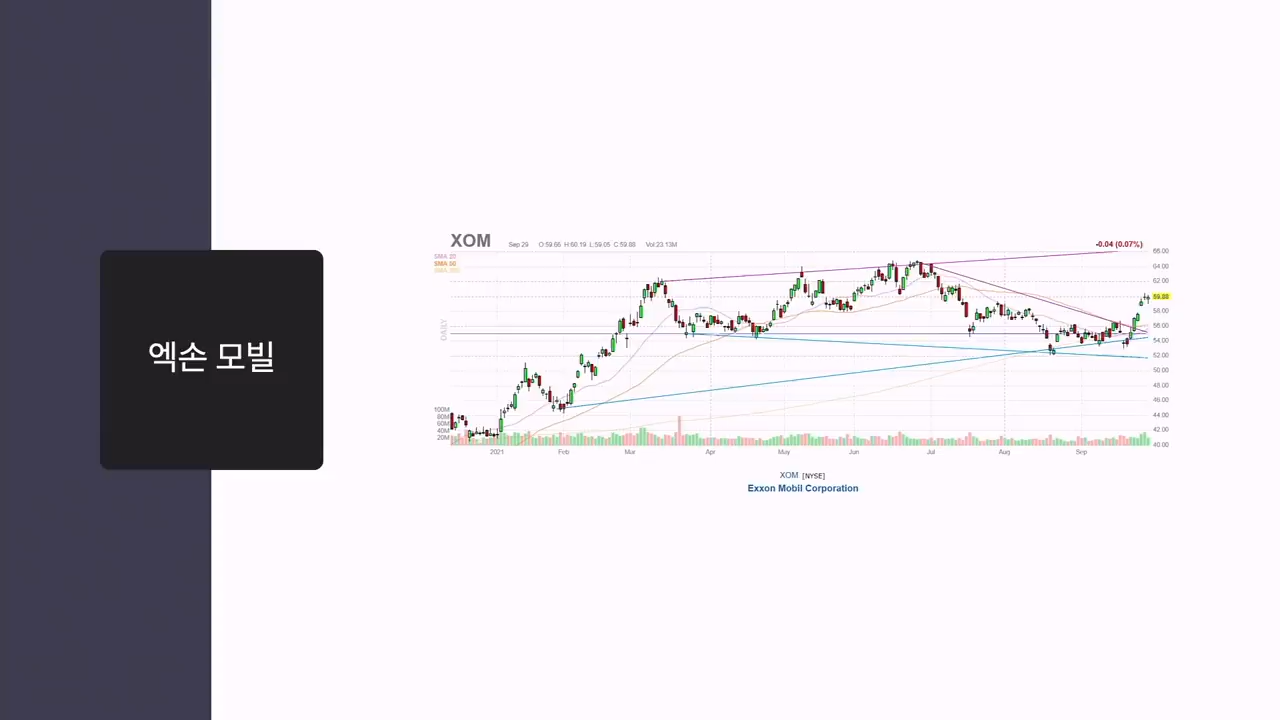 엑손 모빌
XOM Sep 29 O:59.66 H:60.19 L:59.05 C:59.88 Vol:23.13M -0.04 (0.07%)
SMA 20
SMA 50
SMA 200
DAILY
66.00
64.00
62.00
59.88
58.00
56.00
54.00
52.00
50.00
48.00
46.00
44.00
42.00
40.00
100M
80M
60M
40M
20M
2021 Feb Mar Apr May Jun Jul Aug Sep
XOM [NYSE]
Exxon Mobil Corporation